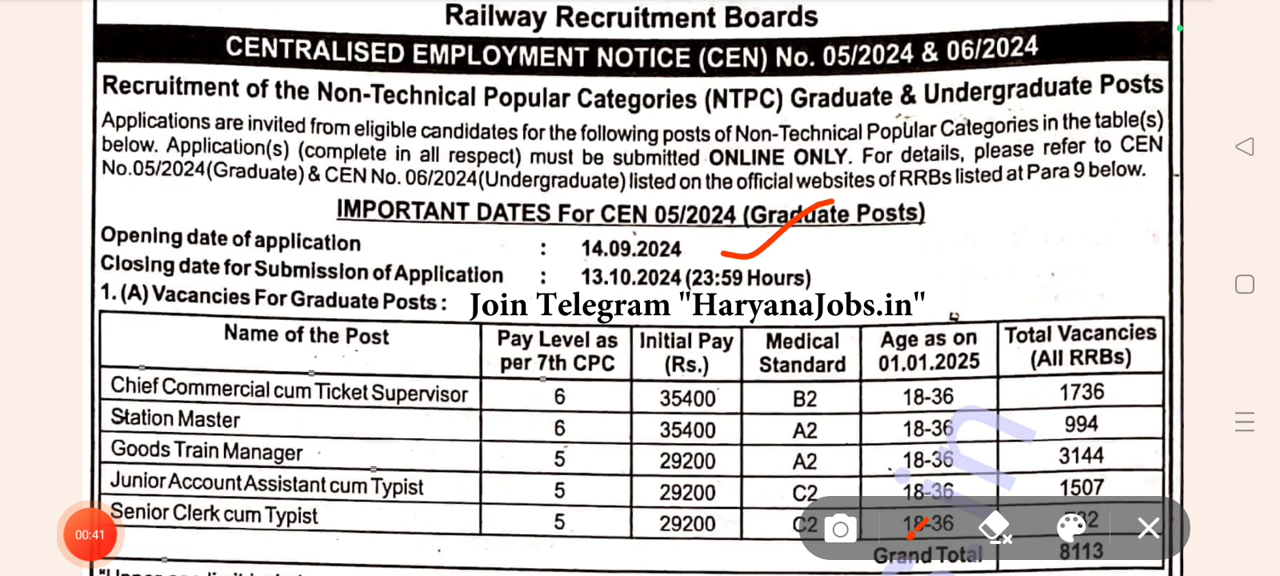 Railway Recruitment Boards
CENTRALISED EMPLOYMENT NOTICE (CEN) No. 05/2024 & 06/2024
Recruitment of the Non-Technical Popular Categories (NTPC) Graduate & Undergraduate Posts
Applications are invited from eligible candidates for the following posts of Non-Technical Popular Categories in the table(s)
below. Application(s) (complete in all respect) must be submitted ONLINE ONLY. For details, please refer to CEN
No.05/2024(Graduate) & CEN No. 06/2024(Undergraduate) listed on the official websites of RRBs listed at Para 9 below.
IMPORTANT DATES For CEN 05/2024 (Graduate Posts)
Opening date of application : 14.09.2024
Closing date for Submission of Application : 13.10.2024 (23:59 Hours)
1. (A) Vacancies For Graduate Posts : Join Telegram "HaryanaJobs.in"
Name of the Post Pay Level as per 7th CPC Initial Pay (Rs.) Medical Standard Age as on 01.01.2025 Total Vacancies (All RRBs)
Chief Commercial cum Ticket Supervisor 6 35400 B2 18-36 1736
Station Master 6 35400 A2 18-36 994
Goods Train Manager 5 29200 A2 18-36 3144
Junior Account Assistant cum Typist 5 29200 C2 18-36 1507
Senior Clerk cum Typist 5 29200 C2 18-36
Grand Total 8113
00:41
in